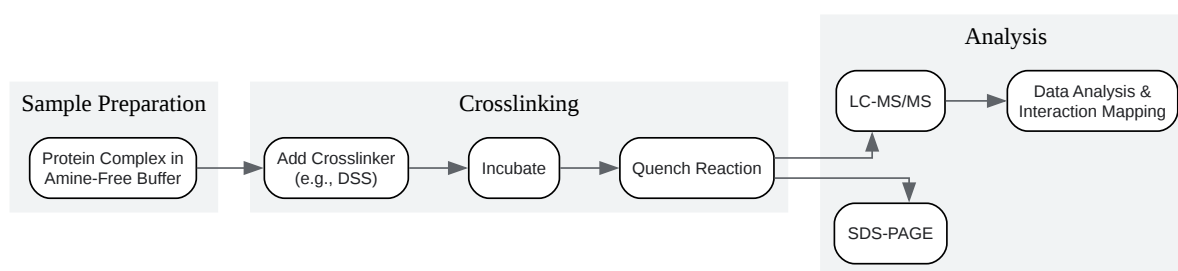 Sample Preparation
Protein Complex in
Amine-Free Buffer
Crosslinking
Add Crosslinker
(e.g., DSS)
Incubate
Quench Reaction
Analysis
LC-MS/MS
Data Analysis &
Interaction Mapping
SDS-PAGE